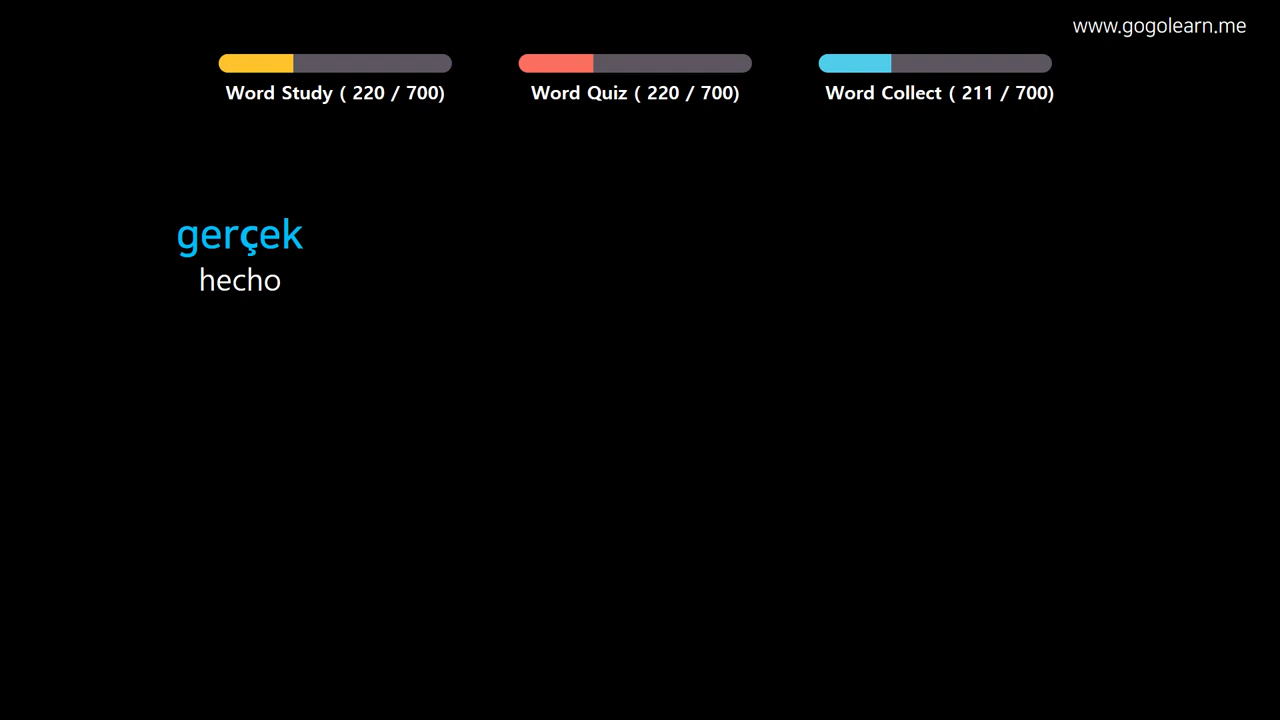 www.gogolearn.me
Word Study ( 220 / 700)
Word Quiz ( 220 / 700)
Word Collect ( 211 / 700)
gerçek
hecho